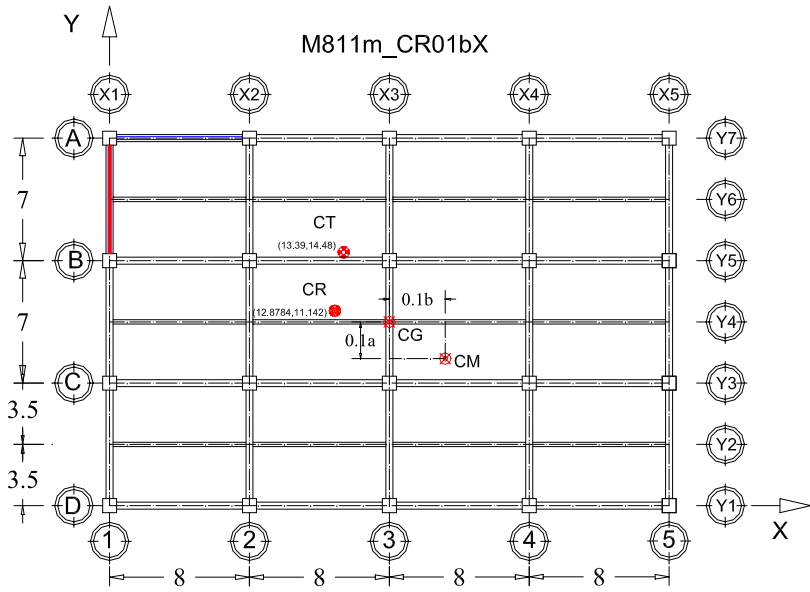 Y
M811m_CR01bX
X1 X2 X3 X4 X5
A Y7
7
Y6
CT
(13.39,14.48)
B Y5
CR
0.1b
(12.8784,11.142)
7 Y4
0.1a CG
CM
C Y3
3.5
Y2
3.5
D Y1
X
1 2 3 4 5
8 8 8 8